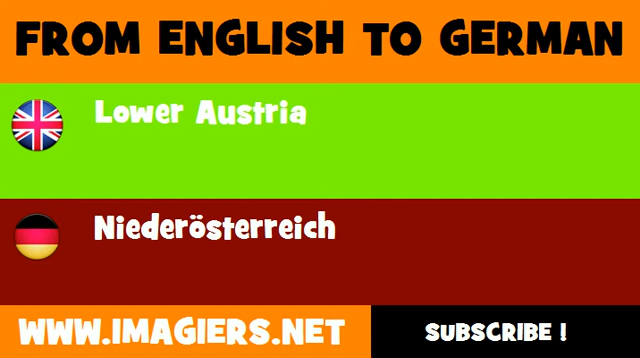 FROM ENGLISH TO GERMAN
Lower Austria
Niederösterreich
WWW.IMAGIERS.NET
SUBSCRIBE !